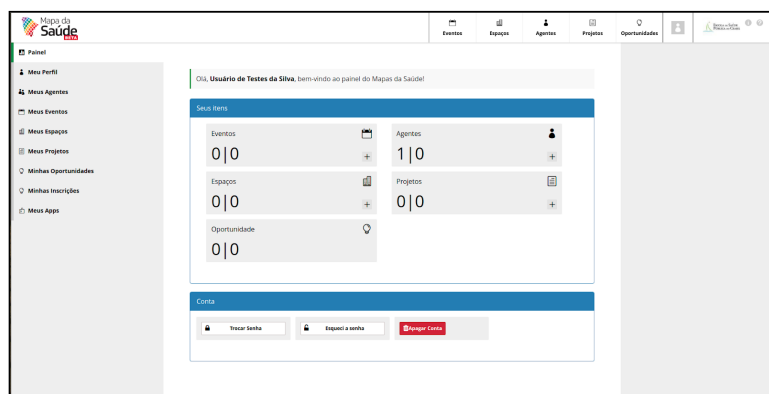 Mapa da
Saúde
BETA
Eventos
Espaços
Agentes
Projetos
Oportunidades
Painel
Meu Perfil
Meus Agentes
Meus Eventos
Meus Espaços
Meus Projetos
Minhas Oportunidades
Minhas Inscrições
Meus Apps
Olá, Usuário de Testes da Silva, bem-vindo ao painel do Mapas da Saúde!
Seus itens
Eventos
0|0
+
Agentes
1|0
+
Espaços
0|0
+
Projetos
0|0
+
Oportunidade
0|0
Conta
Trocar Senha
Esqueci a senha
Apagar Conta